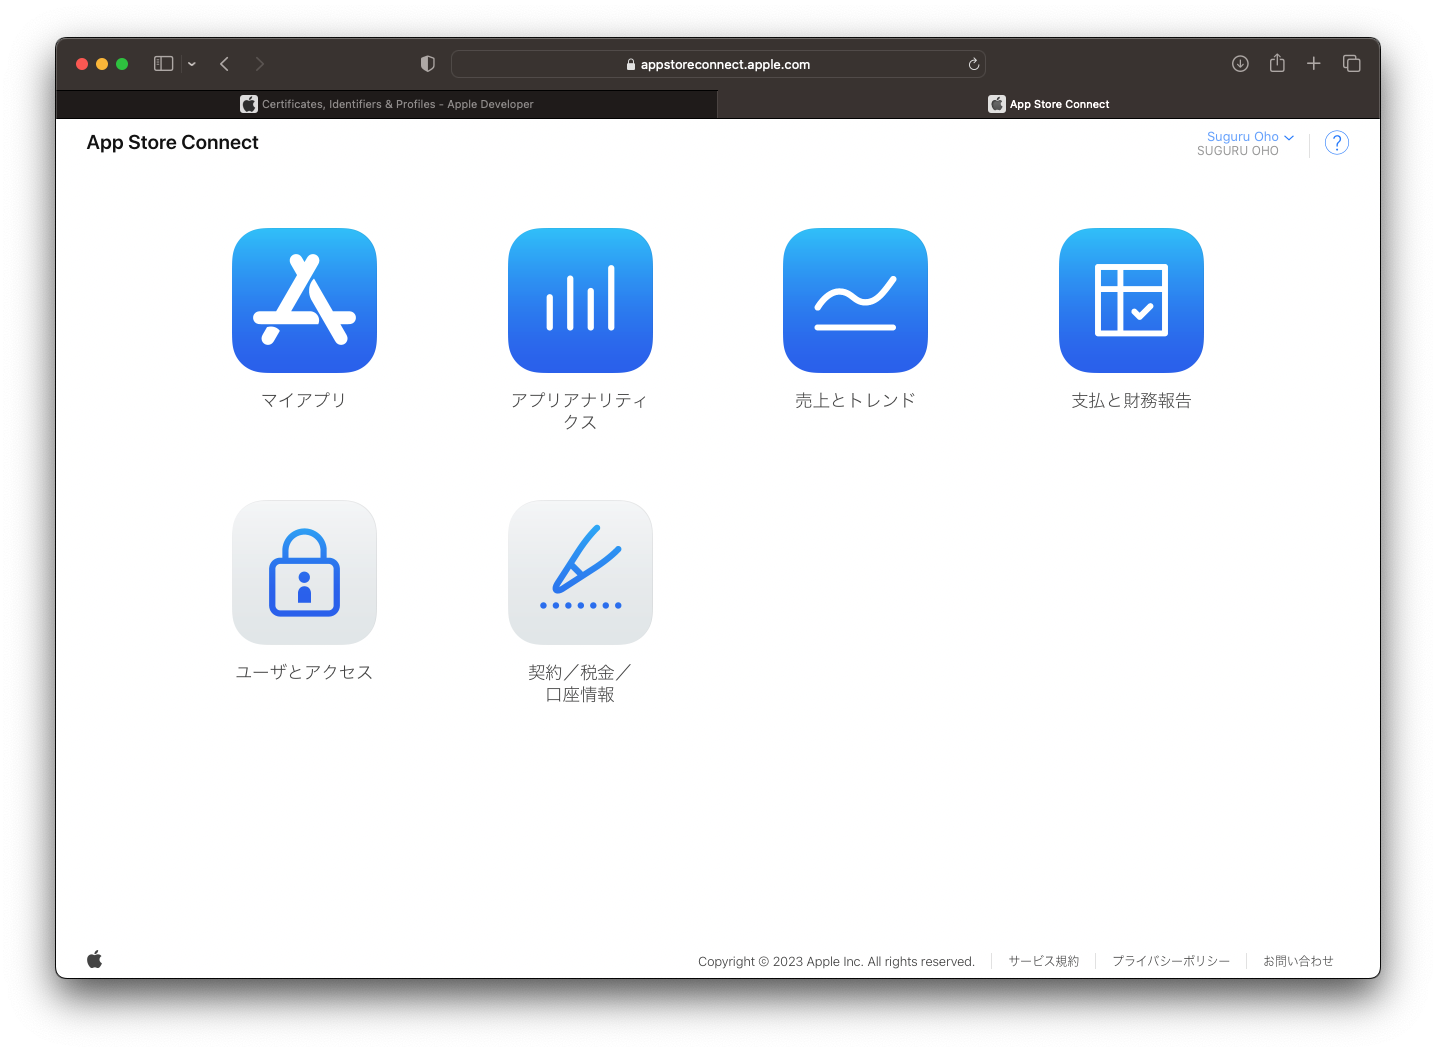 appstoreconnect.apple.com
Certificates, Identifiers & Profiles - Apple Developer
App Store Connect
App Store Connect
Suguru Oho
SUGURU OHO
?
マイアプリ
アプリアナリティ
クス
売上とトレンド
支払と財務報告
ユーザとアクセス
契約／税金／
口座情報
Copyright © 2023 Apple Inc. All rights reserved.
サービス規約
プライバシーポリシー
お問い合わせ